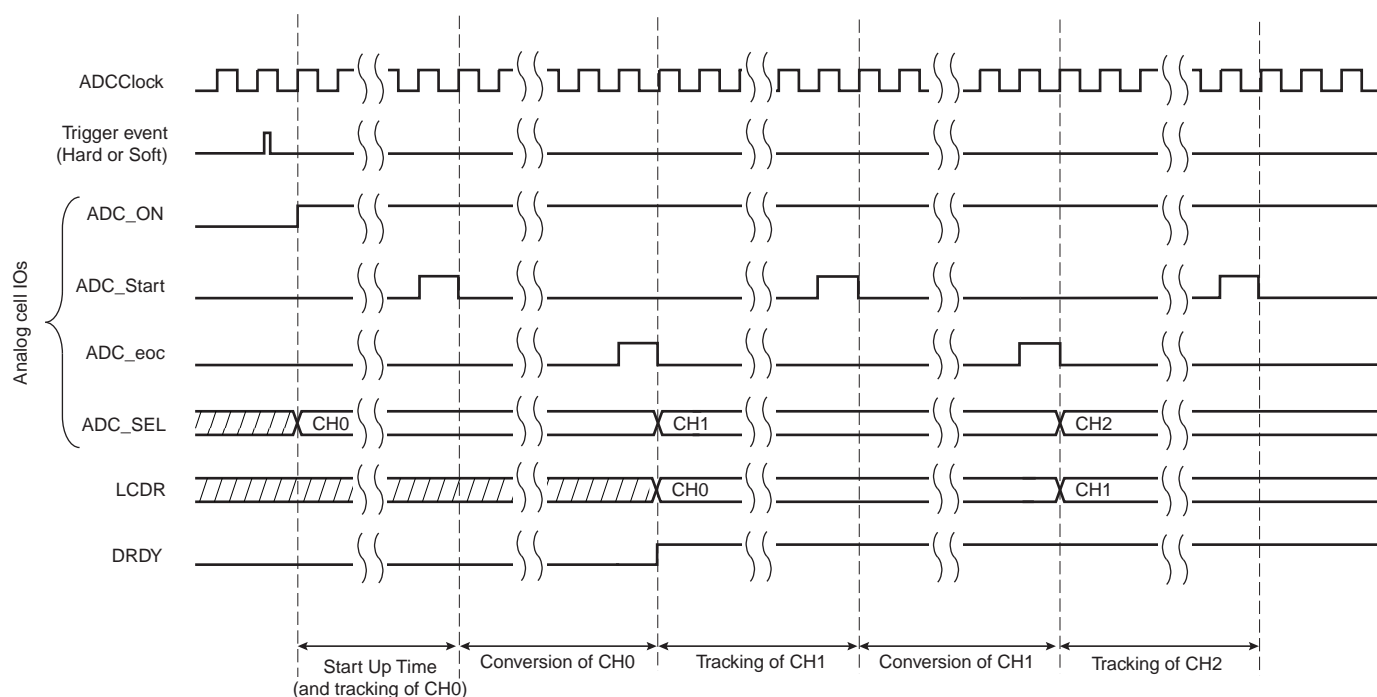 ADCClock
Trigger event
(Hard or Soft)
Analog cell IOs
ADC_ON
ADC_Start
ADC_eoc
ADC_SEL
CH0
CH1
CH2
LCDR
CH0
CH1
DRDY
Start Up Time
(and tracking of CH0)
Conversion of CH0
Tracking of CH1
Conversion of CH1
Tracking of CH2